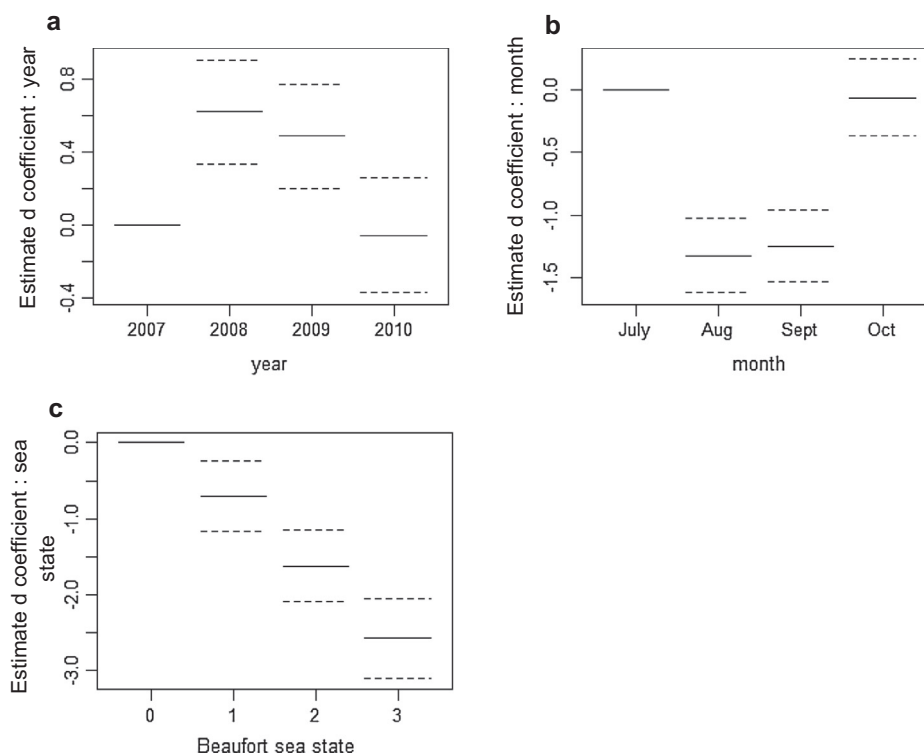 a
Estimate d coefficient : year
0.8
0.4
0.0
-0.4
2007 2008 2009 2010
year
b
Estimate d coefficient : month
0.0
-0.5
-1.0
-1.5
July Aug Sept Oct
month
c
Estimate d coefficient : sea
state
0.0
-1.0
-2.0
-3.0
0 1 2 3
Beaufort sea state